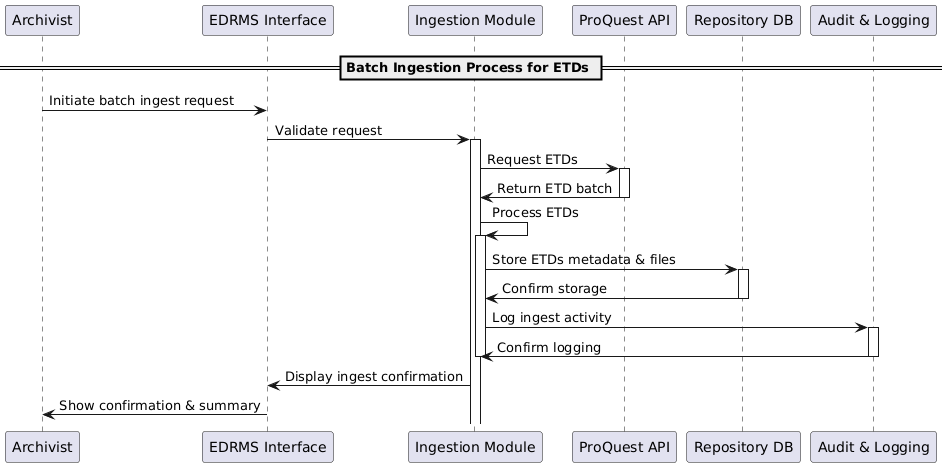 Archivist
EDRMS Interface
Ingestion Module
ProQuest API
Repository DB
Audit & Logging
Batch Ingestion Process for ETDs
Initiate batch ingest request
Validate request
Request ETDs
Return ETD batch
Process ETDs
Store ETDs metadata & files
Confirm storage
Log ingest activity
Confirm logging
Display ingest confirmation
Show confirmation & summary
Archivist
EDRMS Interface
Ingestion Module
ProQuest API
Repository DB
Audit & Logging